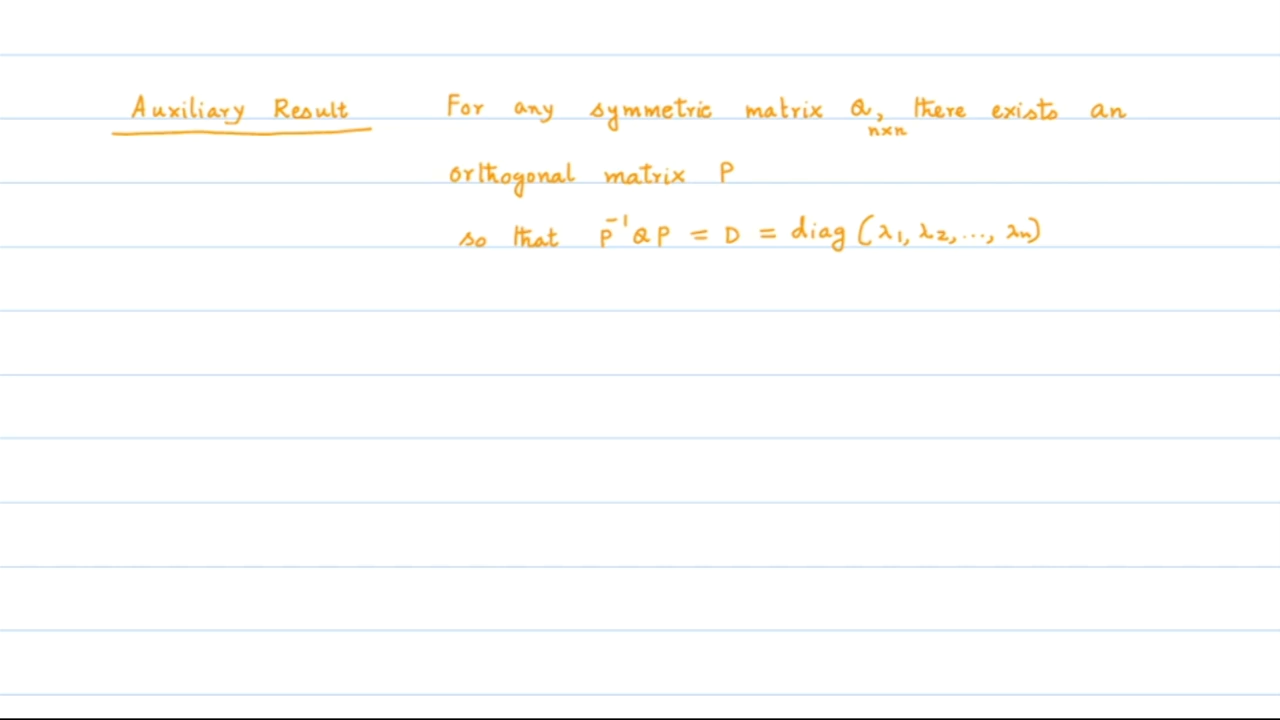 Auxiliary Result For any symmetric matrix Q, n×n there exists an
orthogonal matrix P
so that P⁻¹QP = D = diag (λ₁, λ₂, ..., λₙ)